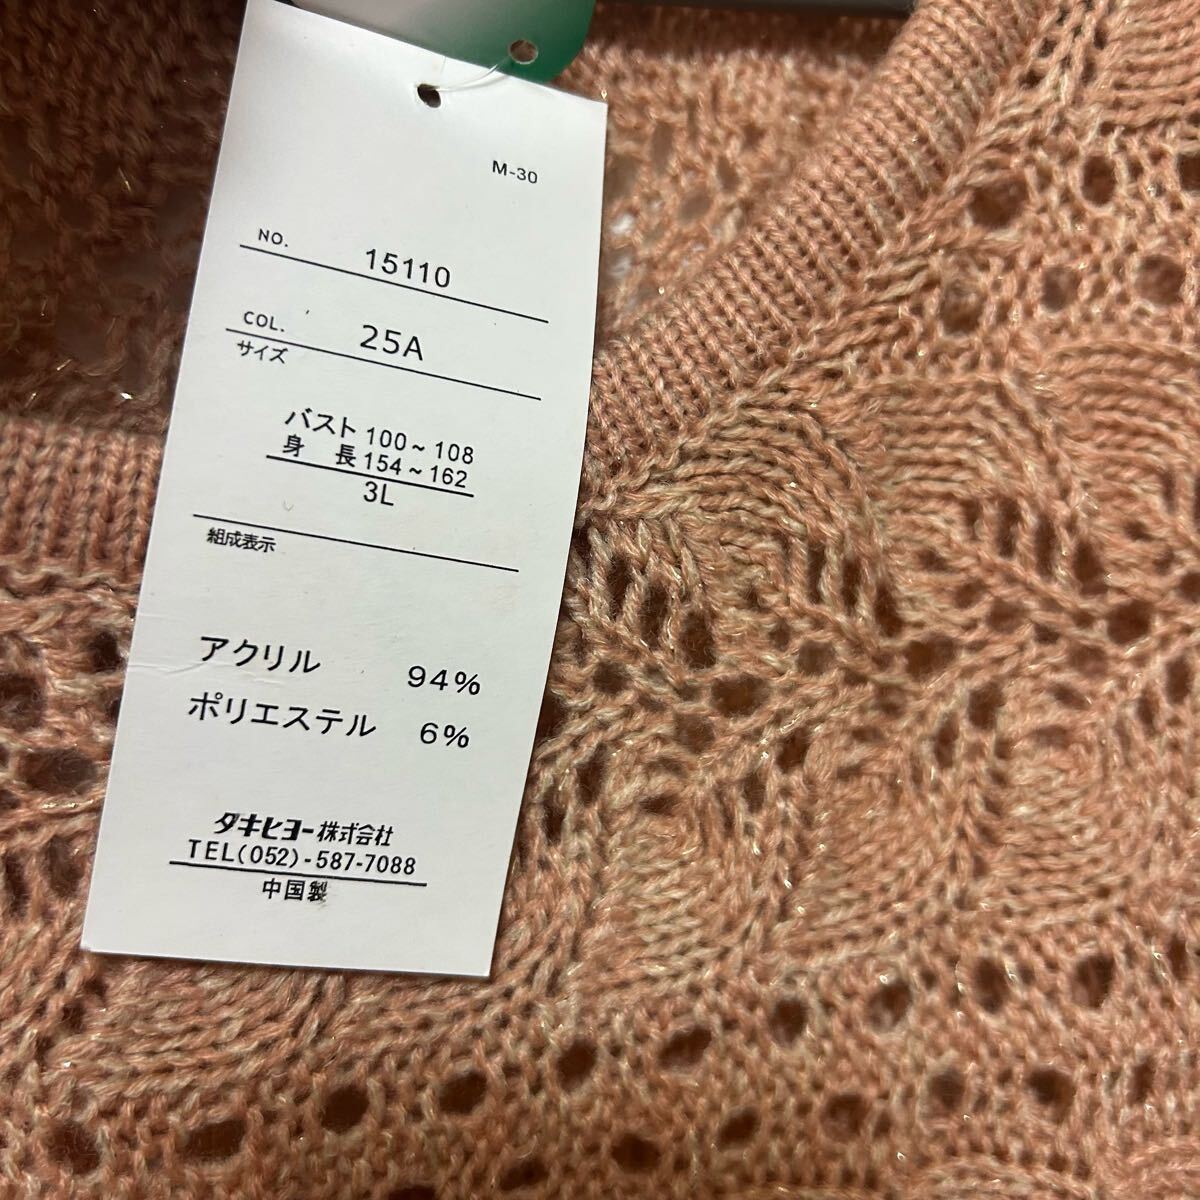 M-30
NO. 15110
COL. 25A
サイズ
バスト 100~108
身 長 154~162
3L
組成表示
アクリル 94%
ポリエステル 6%
タキヒヨー株式会社
TEL(052)-587-7088
中国製